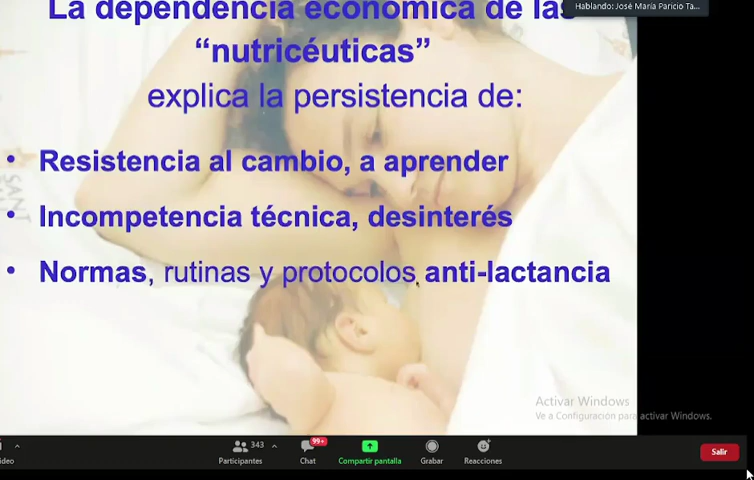 Hablando: José María Paricio Ta...
La dependencia económica de las
“nutricéuticas”
explica la persistencia de:
• Resistencia al cambio, a aprender
• Incompetencia técnica, desinterés
• Normas, rutinas y protocolos anti-lactancia
SANT
Activar Windows
Ve a Configuración para activar Windows.
343
99+
ideo
Participantes
Chat
Compartir pantalla
Grabar
Reacciones
Salir